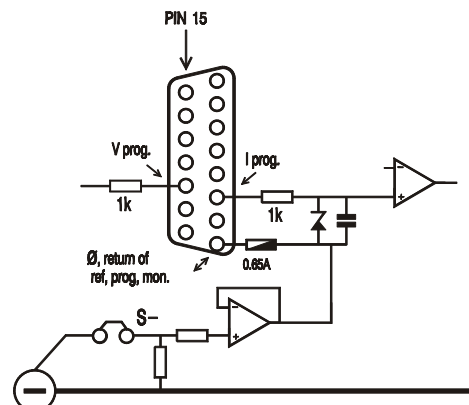 PIN 15
V prog.
I prog.
1k
1k
Ø, return of
ref, prog, mon.
0.65A
S−
−
+
−
+
−